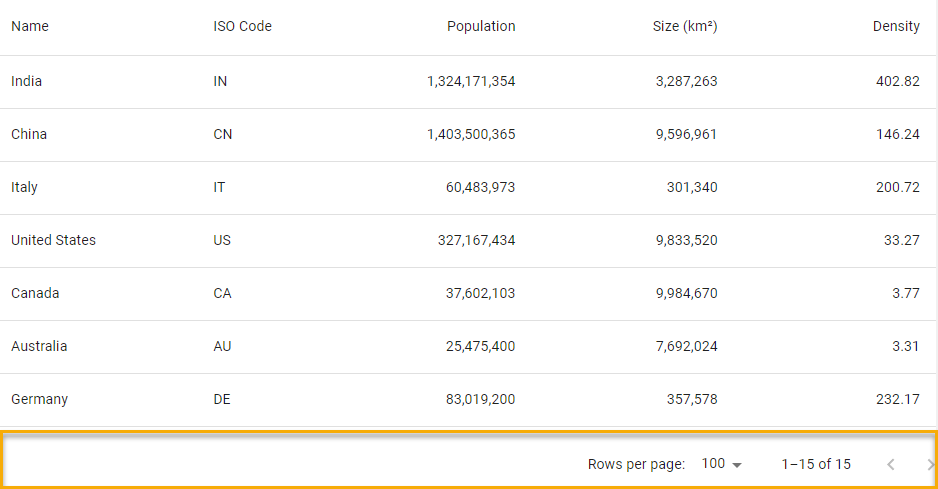 Name ISO Code Population Size (km²) Density
India IN 1,324,171,354 3,287,263 402.82
China CN 1,403,500,365 9,596,961 146.24
Italy IT 60,483,973 301,340 200.72
United States US 327,167,434 9,833,520 33.27
Canada CA 37,602,103 9,984,670 3.77
Australia AU 25,475,400 7,692,024 3.31
Germany DE 83,019,200 357,578 232.17
Rows per page: 100 1–15 of 15